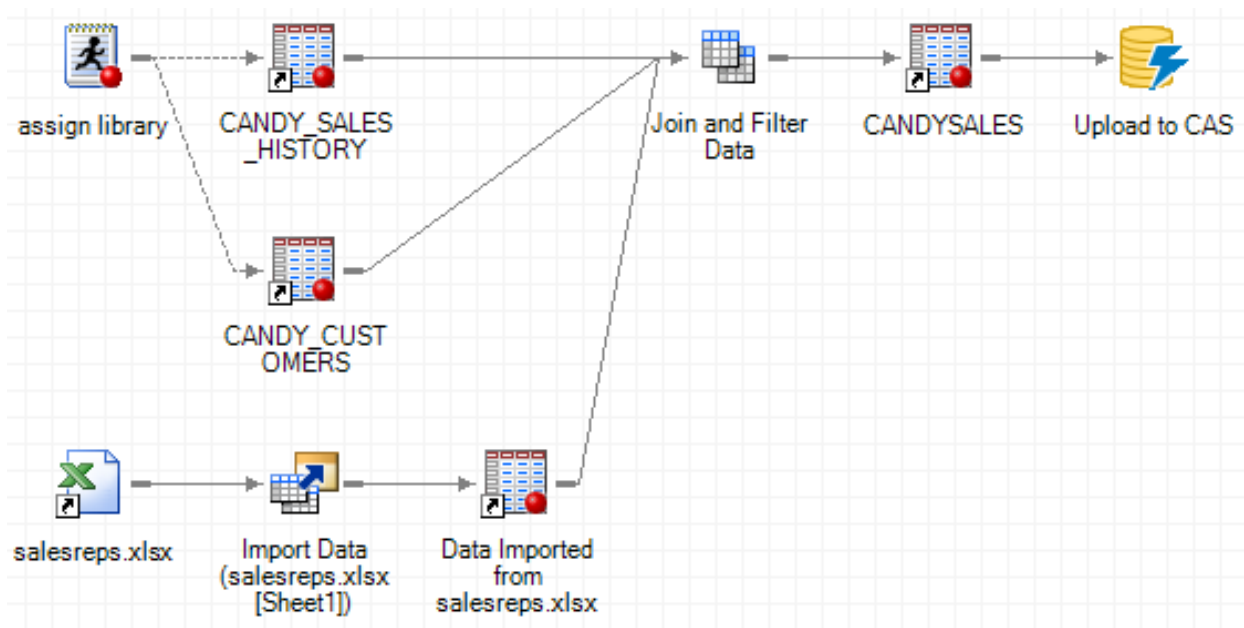 assign library
CANDY_SALES
_HISTORY
Join and Filter
Data
CANDYSALES
Upload to CAS
CANDY_CUST
OMERS
salesreps.xlsx
Import Data
(salesreps.xlsx
[Sheet1])
Data Imported
from
salesreps.xlsx